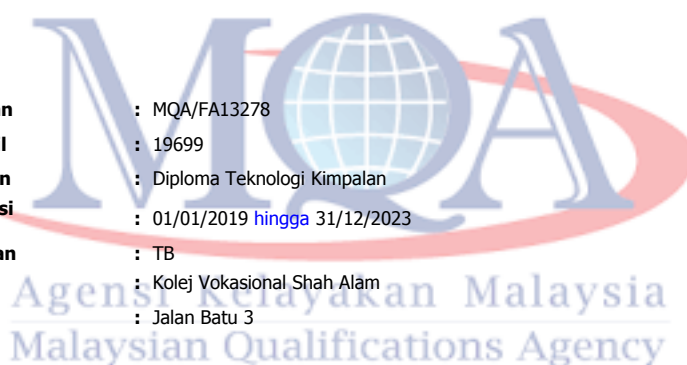 MQA
an : MQA/FA13278
l : 19699
n : Diploma Teknologi Kimpalan
si : 01/01/2019 hingga 31/12/2023
an : TB
: Kolej Vokasional Shah Alam
: Jalan Batu 3
Agensi Kelayakan Malaysia
Malaysian Qualifications Agency